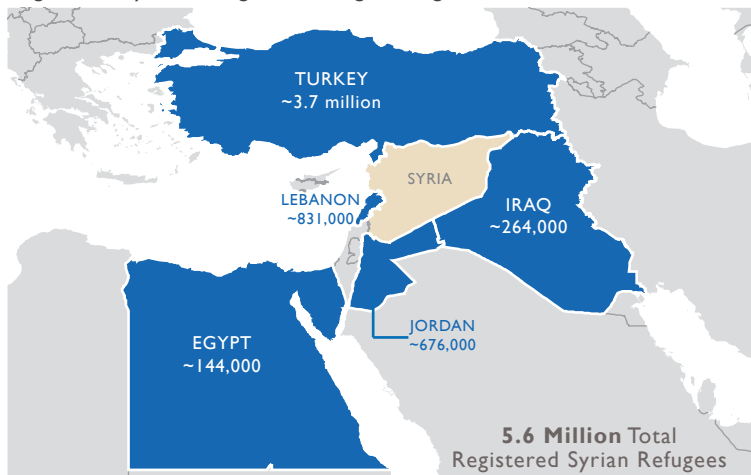 TURKEY
~3.7 million
SYRIA
LEBANON
~831,000
IRAQ
~264,000
JORDAN
~676,000
EGYPT
~144,000
5.6 Million Total
Registered Syrian Refugees